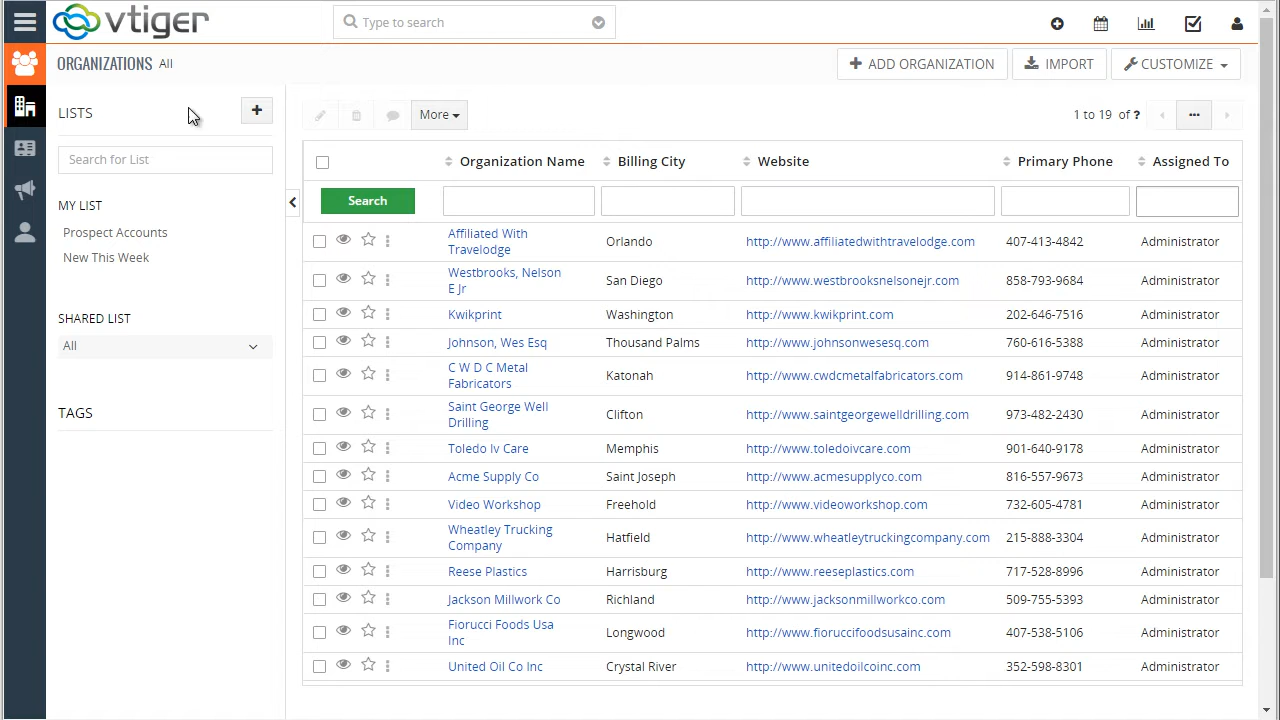 vtiger
Type to search
ORGANIZATIONS All
ADD ORGANIZATION
IMPORT
CUSTOMIZE
LISTS
+
Search for List
MY LIST
Prospect Accounts
New This Week
SHARED LIST
All
TAGS
More
1 to 19 of ?
Organization Name Billing City Website Primary Phone Assigned To
Search
Affiliated With
Travelodge Orlando http://www.affiliatedwithtravelodge.com 407-413-4842 Administrator
Westbrooks, Nelson
E Jr San Diego http://www.westbrooksnelsonejr.com 858-793-9684 Administrator
Kwikprint Washington http://www.kwikprint.com 202-646-7516 Administrator
Johnson, Wes Esq Thousand Palms http://www.johnsonwesesq.com 760-616-5388 Administrator
C W D C Metal
Fabricators Katonah http://www.cwdcmetalfabricators.com 914-861-9748 Administrator
Saint George Well
Drilling Clifton http://www.saintgeorgewelldrilling.com 973-482-2430 Administrator
Toledo Iv Care Memphis http://www.toledoivcare.com 901-640-9178 Administrator
Acme Supply Co Saint Joseph http://www.acmesupplyco.com 816-557-9673 Administrator
Video Workshop Freehold http://www.videoworkshop.com 732-605-4781 Administrator
Wheatley Trucking
Company Hatfield http://www.wheatleytruckingcompany.com 215-888-3304 Administrator
Reese Plastics Harrisburg http://www.reeseplastics.com 717-528-8996 Administrator
Jackson Millwork Co Richland http://www.jacksonmillworkco.com 509-755-5393 Administrator
Fiorucci Foods Usa
Inc Longwood http://www.fioruccifoodsusainc.com 407-538-5106 Administrator
United Oil Co Inc Crystal River http://www.unitedoilcoinc.com 352-598-8301 Administrator